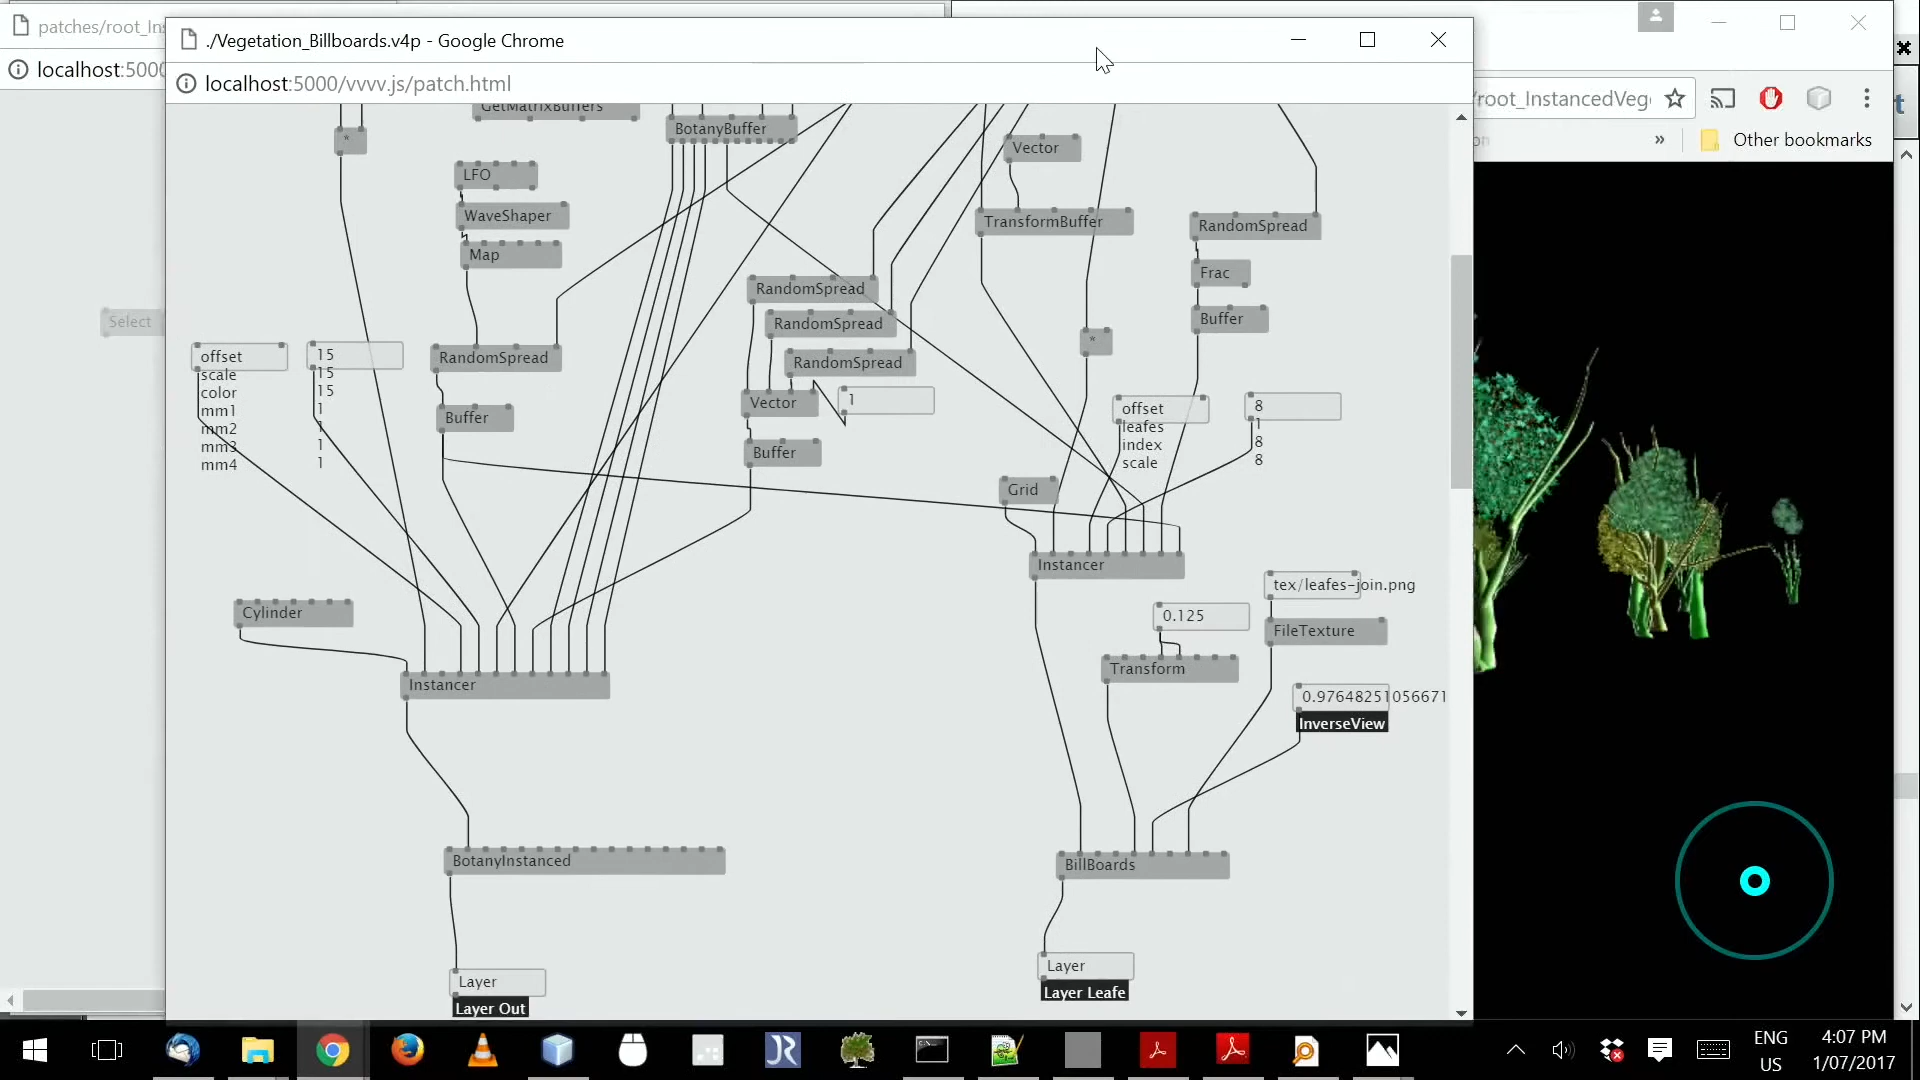 patches/root_In
./Vegetation_Billboards.v4p - Google Chrome
localhost:5000
localhost:5000/vvvv.js/patch.html
/root_InstancedVeg
Other bookmarks
GetMatrixBuffers
BotanyBuffer
*
Vector
LFO
WaveShaper
TransformBuffer
RandomSpread
Map
Frac
RandomSpread
Buffer
Select
RandomSpread
*
offset
scale
color
mm1
mm2
mm3
mm4
15
15
15
1
1
1
1
RandomSpread
RandomSpread
Vector
1
Buffer
Buffer
offset
leafes
index
scale
8
1
8
8
Grid
Instancer
tex/leafes-join.png
Cylinder
0.125
FileTexture
Transform
Instancer
0.97648251056671
InverseView
BotanyInstanced
BillBoards
Layer
Layer Leafe
Layer
Layer Out
ENG
US
4:07 PM
1/07/2017